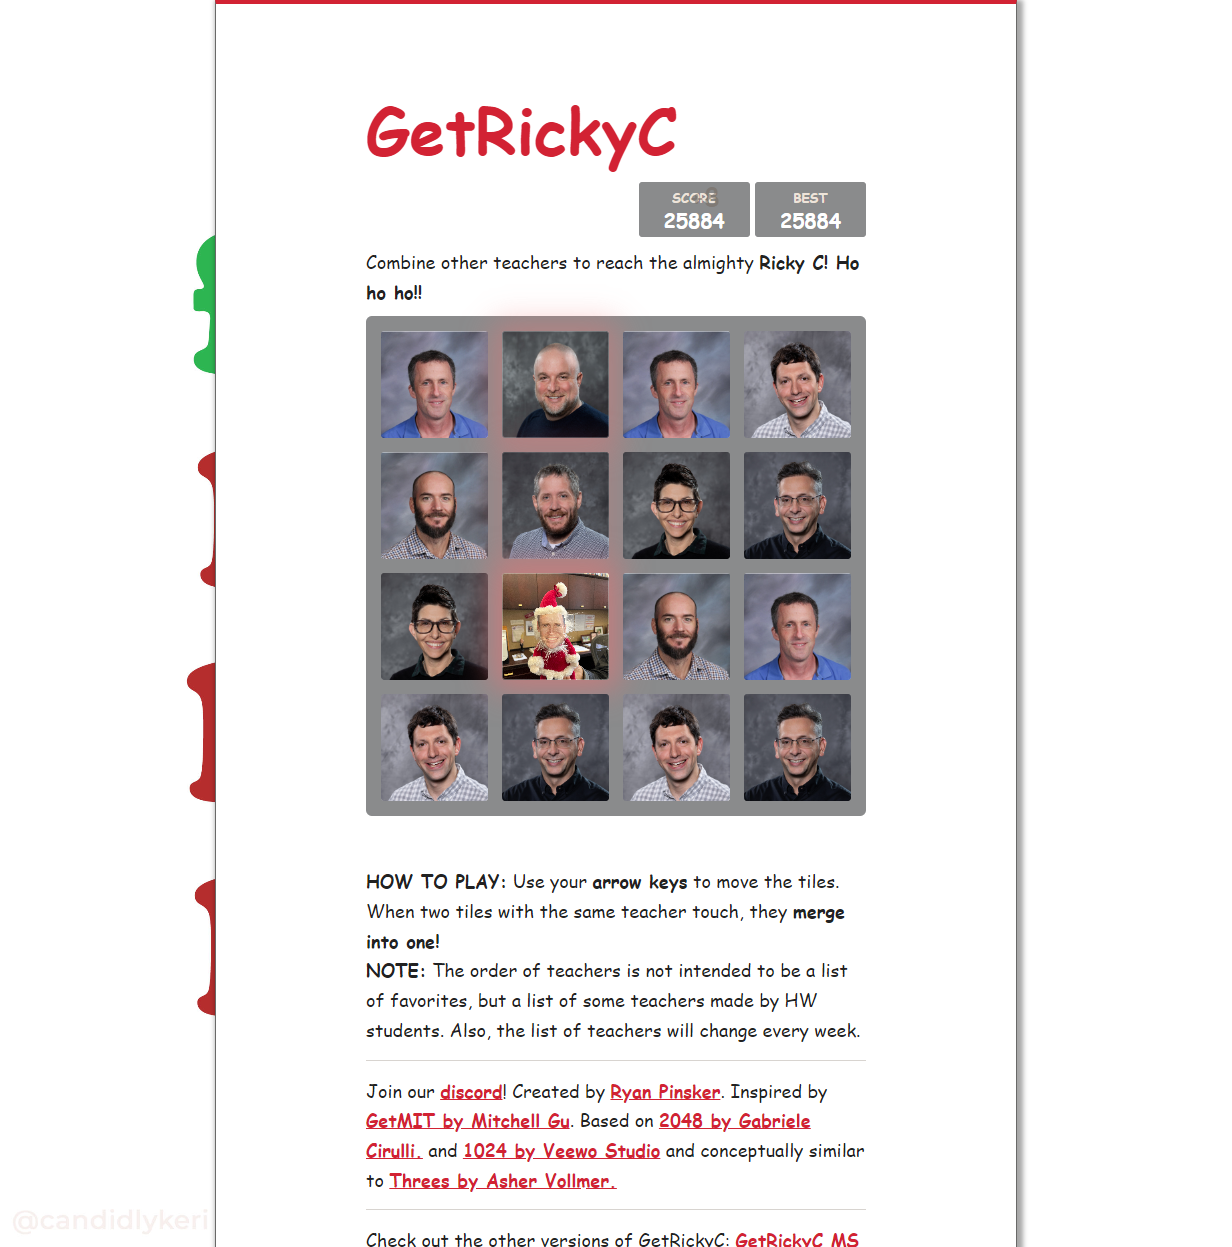 GetRickyC
SCORE
25884
BEST
25884
Combine other teachers to reach the almighty Ricky C! Ho
ho ho!!
HOW TO PLAY: Use your arrow keys to move the tiles.
When two tiles with the same teacher touch, they merge
into one!
NOTE: The order of teachers is not intended to be a list
of favorites, but a list of some teachers made by HW
students. Also, the list of teachers will change every week.
Join our discord! Created by Ryan Pinsker. Inspired by
GetMIT by Mitchell Gu. Based on 2048 by Gabriele
Cirulli. and 1024 by Veewo Studio and conceptually similar
to Threes by Asher Vollmer.
@candidlykeri
Check out the other versions of GetRickyC: GetRickyC MS